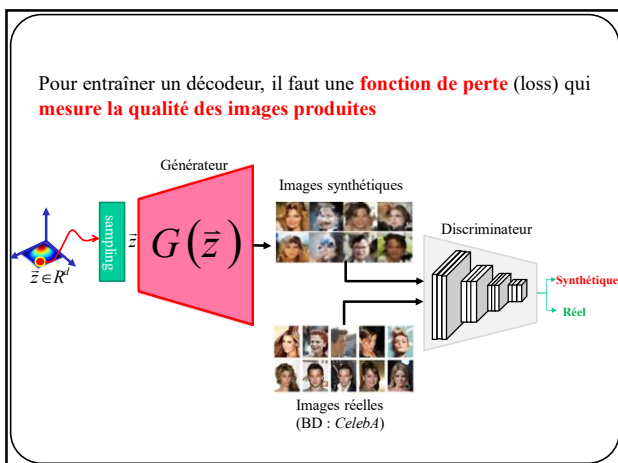 Pour entraîner un décodeur, il faut une fonction de perte (loss) qui
mesure la qualité des images produites
Générateur
Images synthétiques
Discriminateur
sampling
z⃗
G(z⃗)
z⃗ ∈ R^d
Synthétique
Réel
Images réelles
(BD : CelebA)